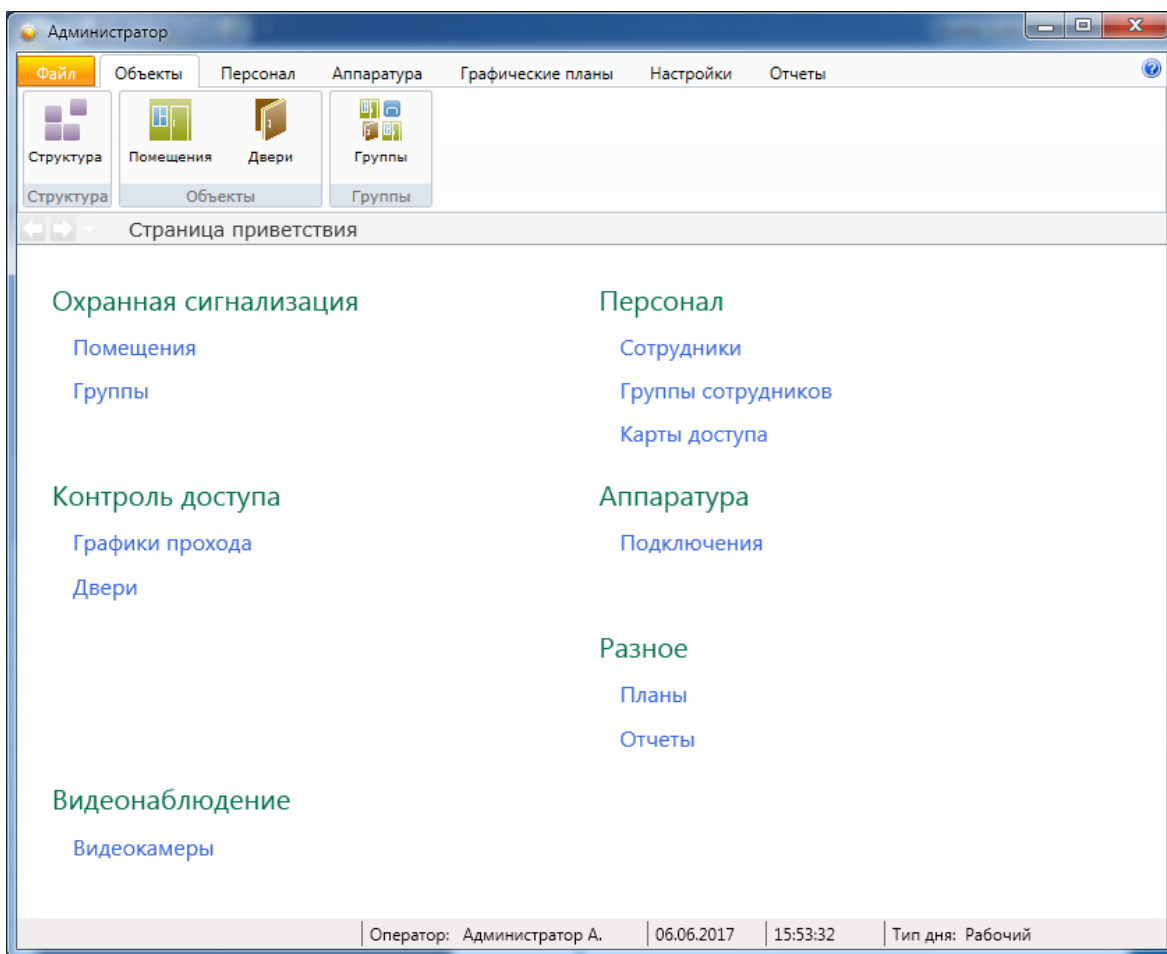 Администратор
Файл Объекты Персонал Аппаратура Графические планы Настройки Отчеты
Структура Помещения Двери Группы
Структура Объекты Группы
Страница приветствия
Охранная сигнализация
Помещения
Группы
Персонал
Сотрудники
Группы сотрудников
Карты доступа
Контроль доступа
Графики прохода
Двери
Аппаратура
Подключения
Разное
Планы
Отчеты
Видеонаблюдение
Видеокамеры
Оператор: Администратор А. 06.06.2017 15:53:32 Тип дня: Рабочий